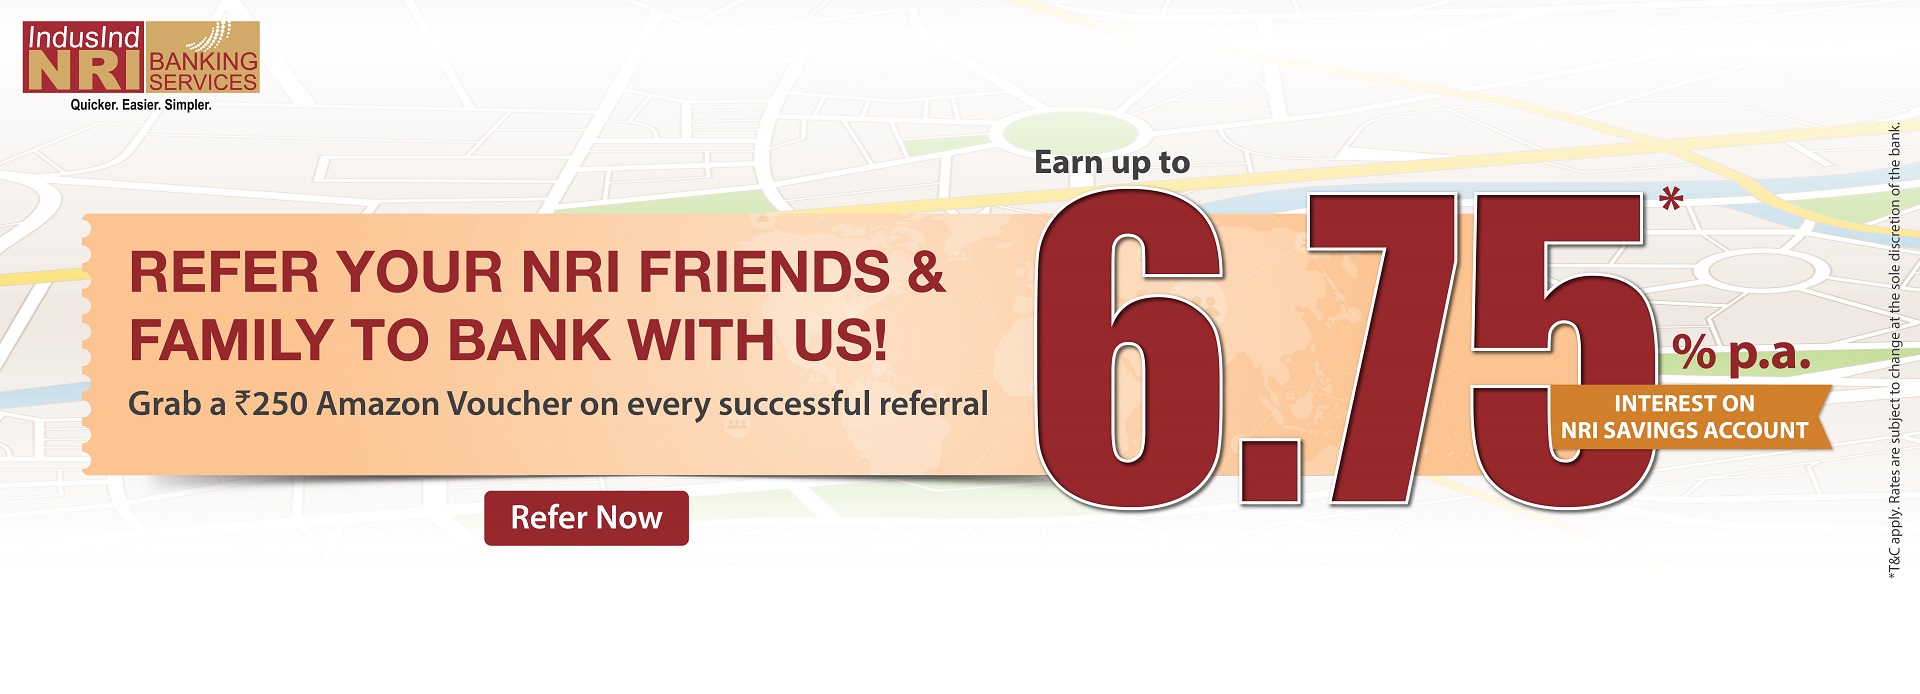 IndusInd
NRI
BANKING
SERVICES
Quicker. Easier. Simpler.
REFER YOUR NRI FRIENDS &
FAMILY TO BANK WITH US!
Grab a ₹250 Amazon Voucher on every successful referral
Refer Now
Earn up to
6.75*
% p.a.
INTEREST ON
NRI SAVINGS ACCOUNT
*T&C apply. Rates are subject to change at the sole discretion of the bank.